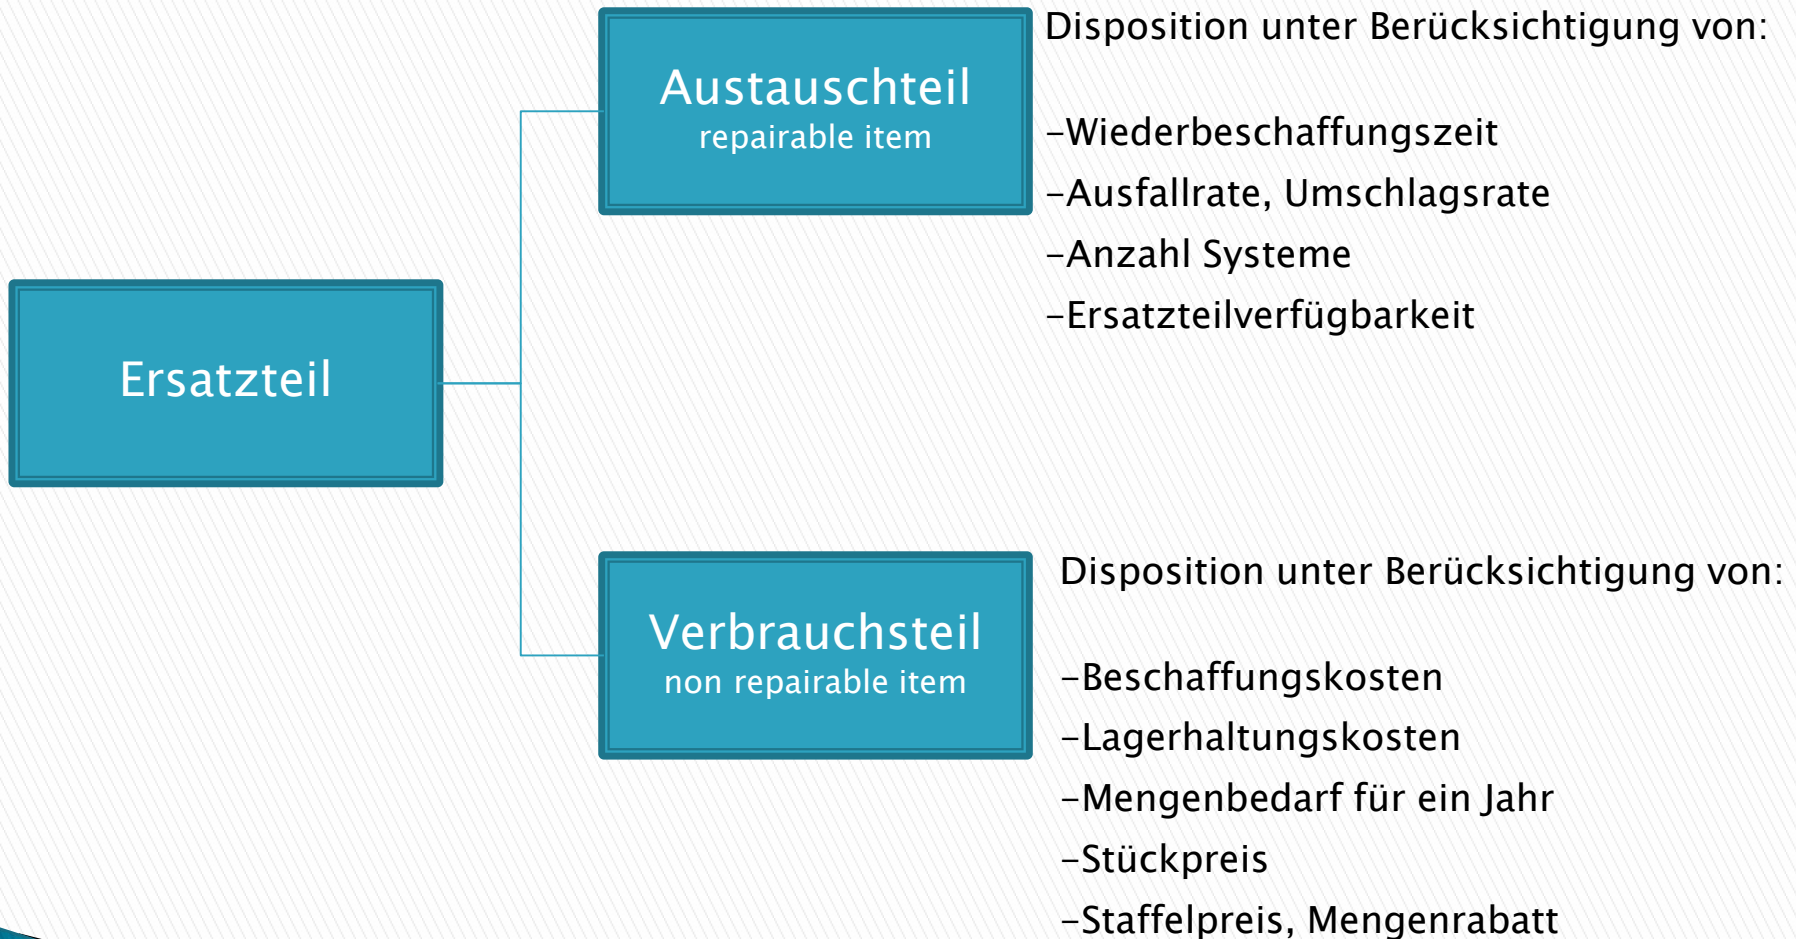 Ersatzteil
Austauschteil
repairable item
Disposition unter Berücksichtigung von:
-Wiederbeschaffungszeit
-Ausfallrate, Umschlagsrate
-Anzahl Systeme
-Ersatzteilverfügbarkeit
Verbrauchsteil
non repairable item
Disposition unter Berücksichtigung von:
-Beschaffungskosten
-Lagerhaltungskosten
-Mengenbedarf für ein Jahr
-Stückpreis
-Staffelpreis, Mengenrabatt